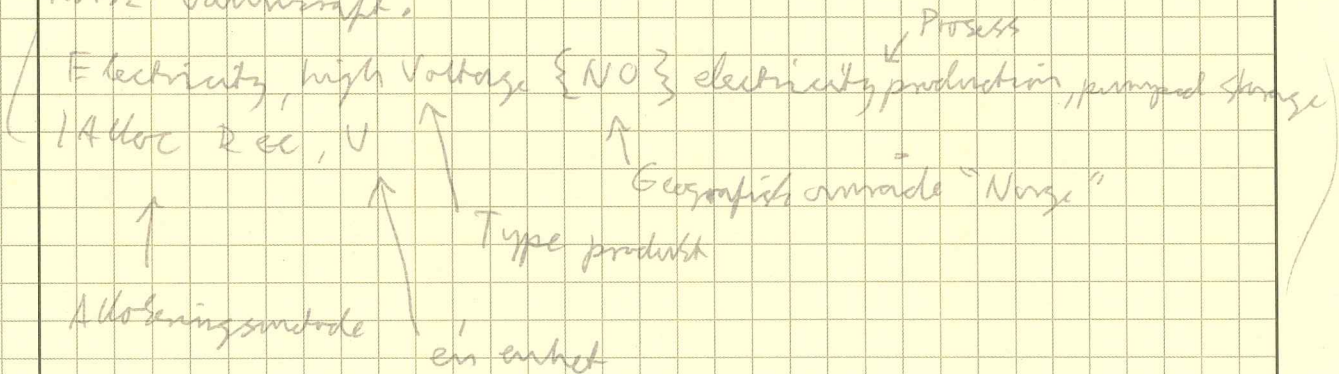 vannkraft.
Prosess
Electricity, high Voltage {NO} electricity production, pumped storage
|Alloc Rec, U
Geografisk område "Norge"
Type produkt
Allokeringsmetode
én enhet